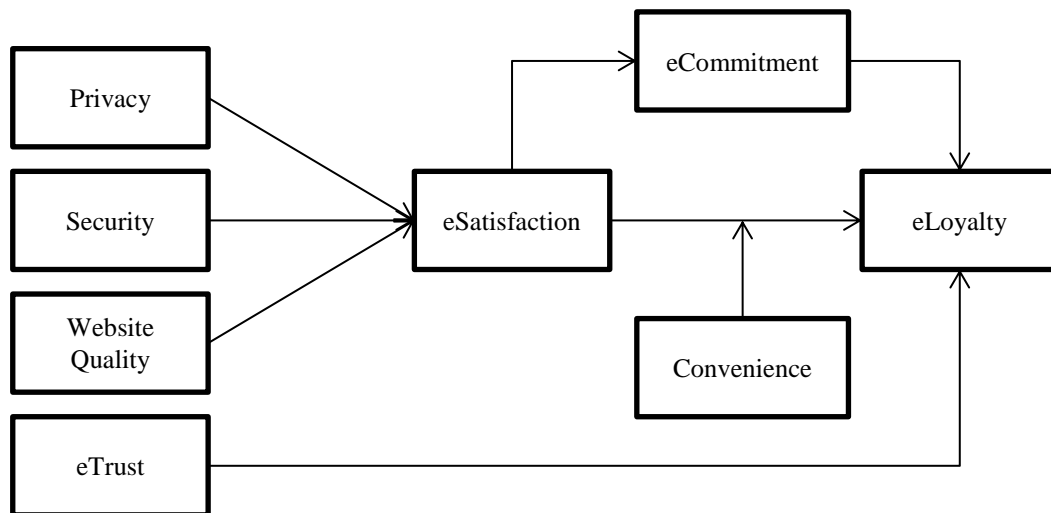 Privacy
Security
Website
Quality
eTrust
eSatisfaction
eCommitment
Convenience
eLoyalty